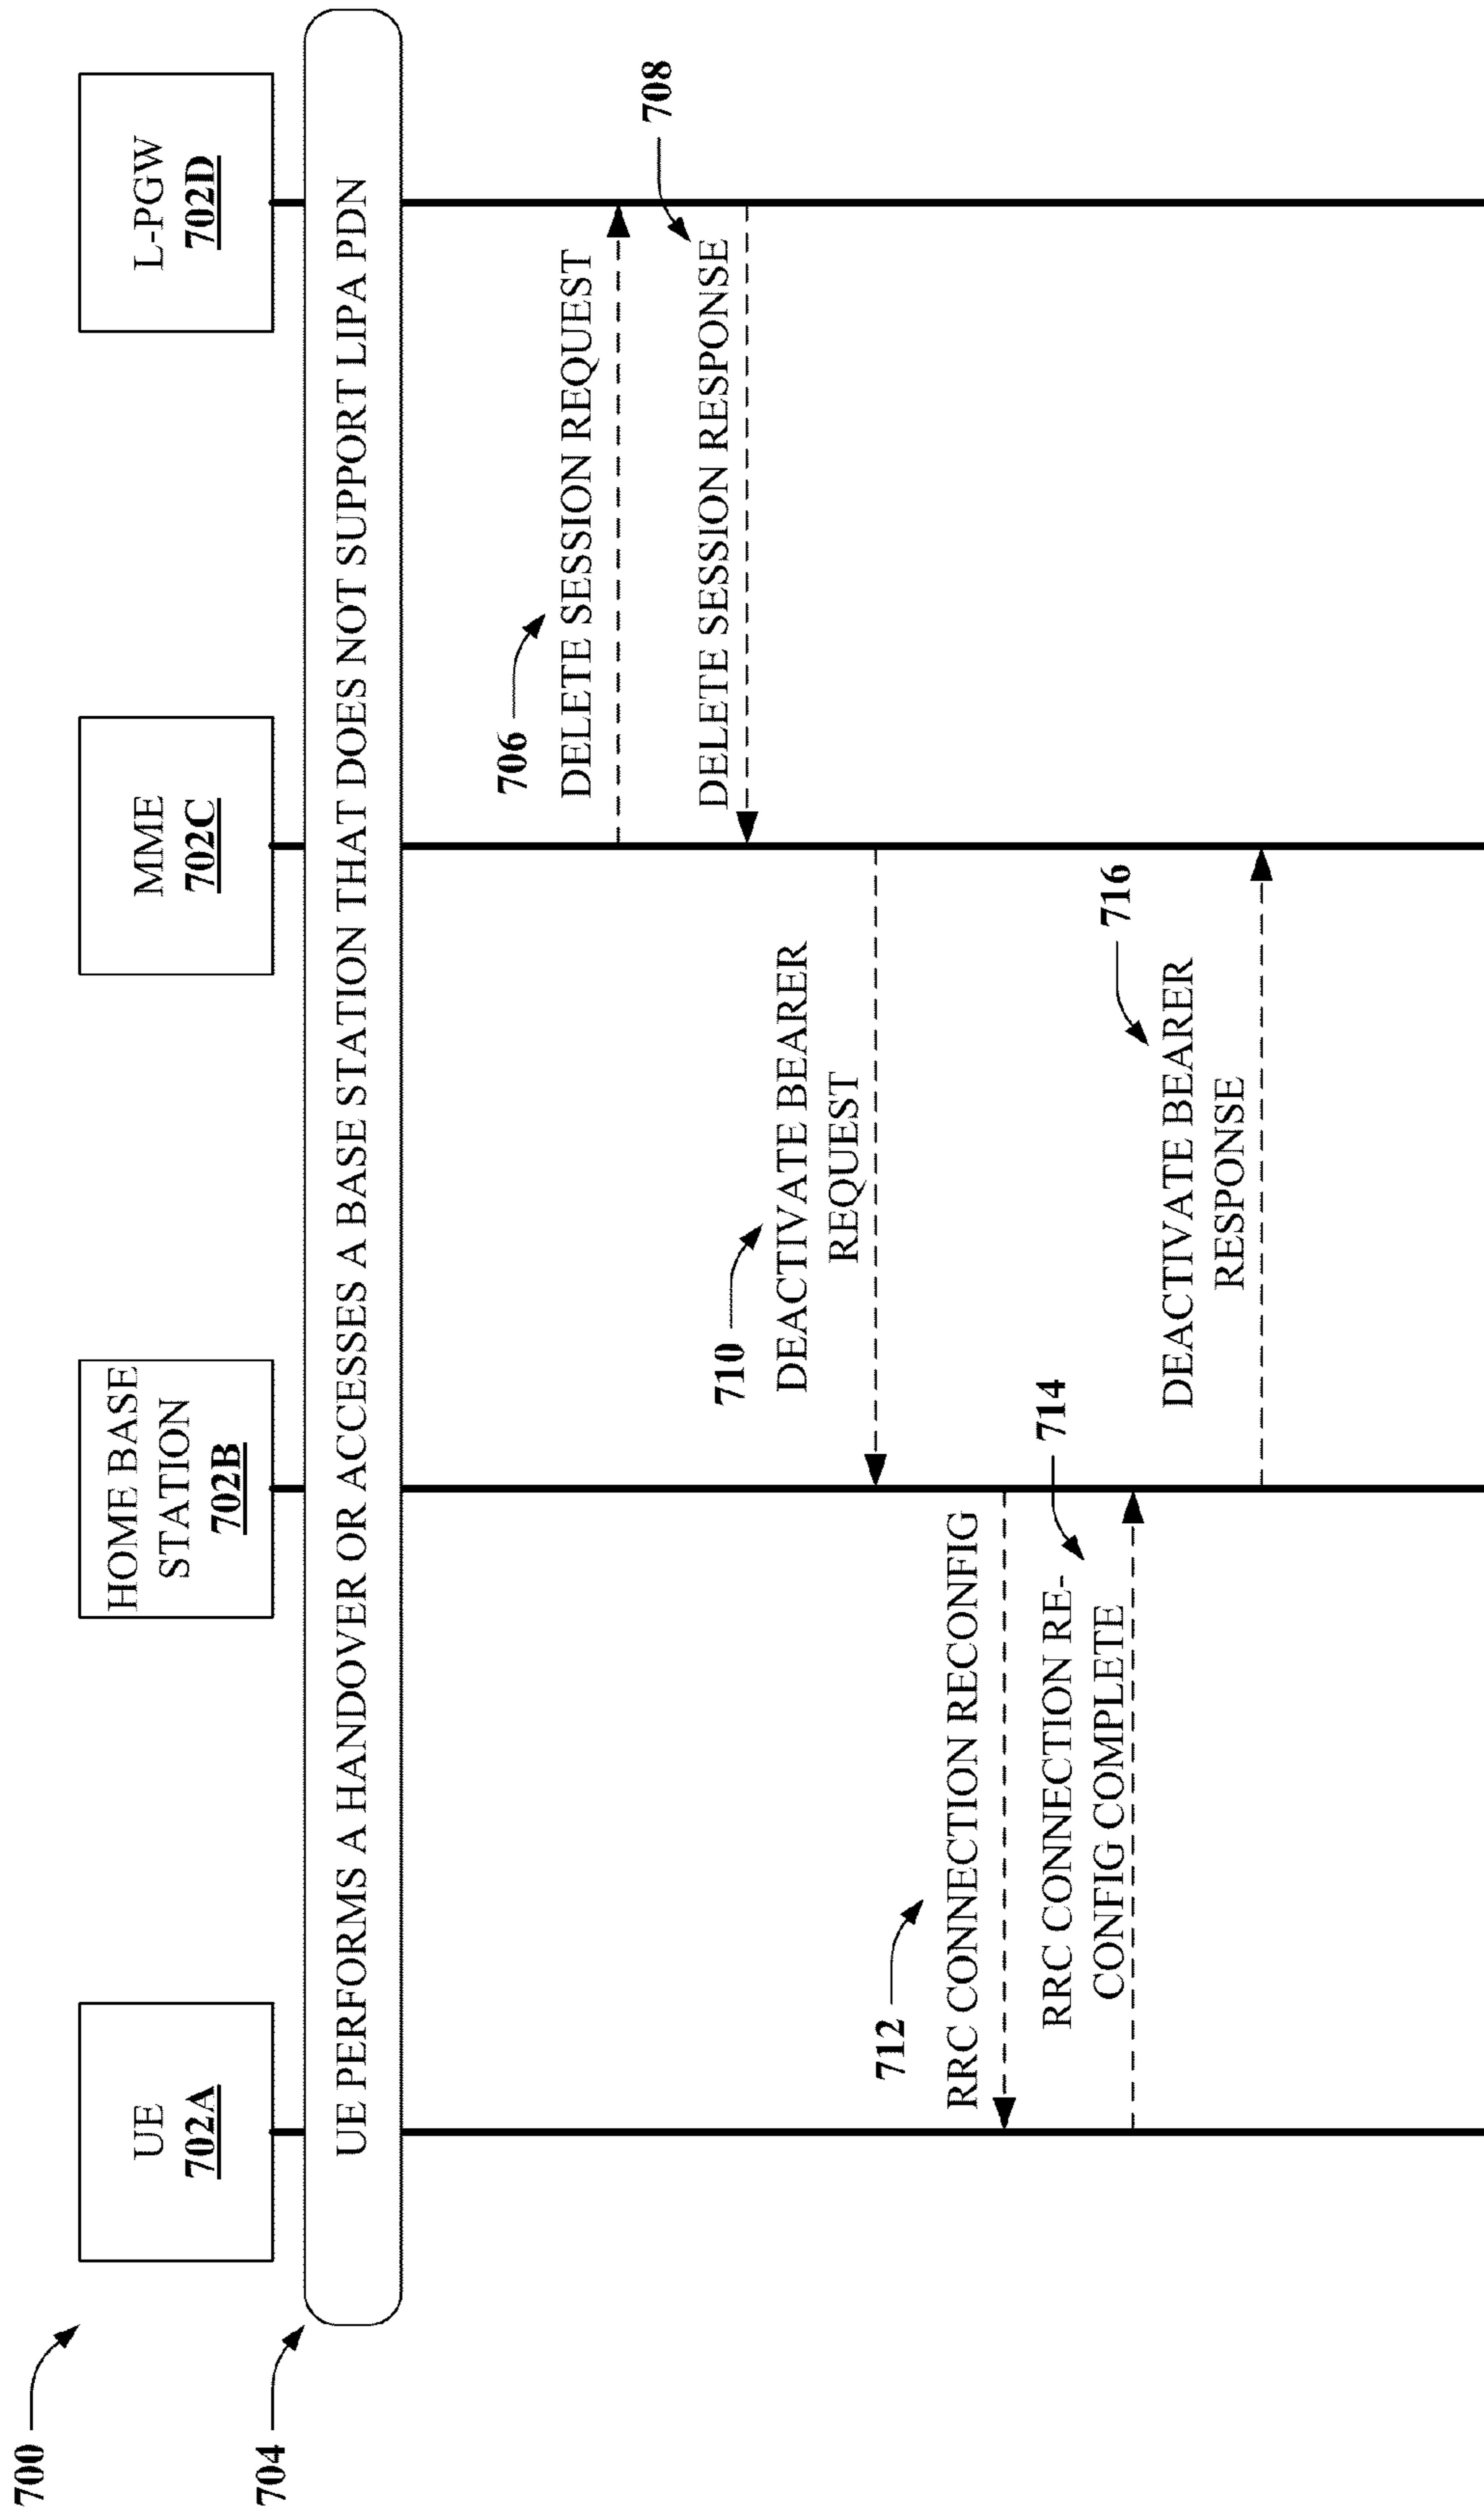 700
UE
702A
HOME BASE
STATION
702B
MME
702C
L-PGW
702D
704
UE PERFORMS A HANDOVER OR ACCESSES A BASE STATION THAT DOES NOT SUPPORT LIPA PDN
706
DELETE SESSION REQUEST
708
DELETE SESSION RESPONSE
710
DEACTIVATE BEARER
REQUEST
712
RRC CONNECTION RECONFIG
714
RRC CONNECTION RE-
CONFIG COMPLETE
716
DEACTIVATE BEARER
RESPONSE